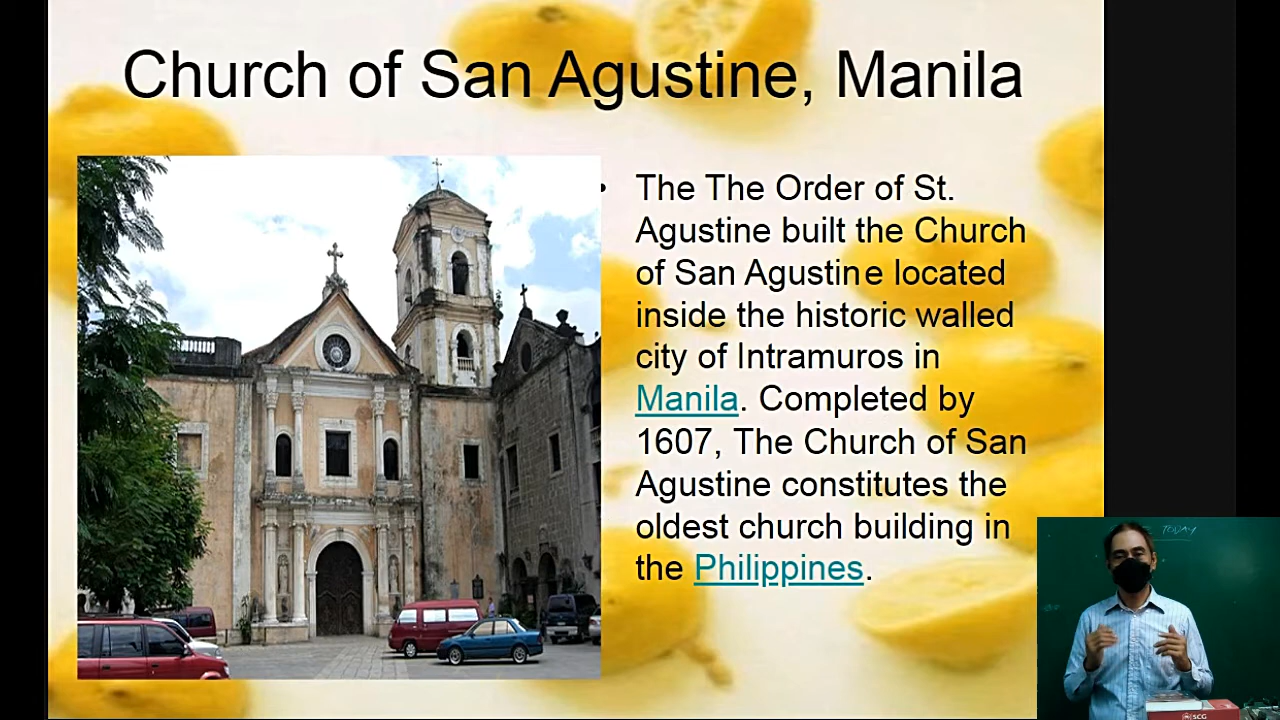 Church of San Agustine, Manila
• The The Order of St.
Agustine built the Church
of San Agustine located
inside the historic walled
city of Intramuros in
Manila. Completed by
1607, The Church of San
Agustine constitutes the
oldest church building in
the Philippines.
TODAY
SCG